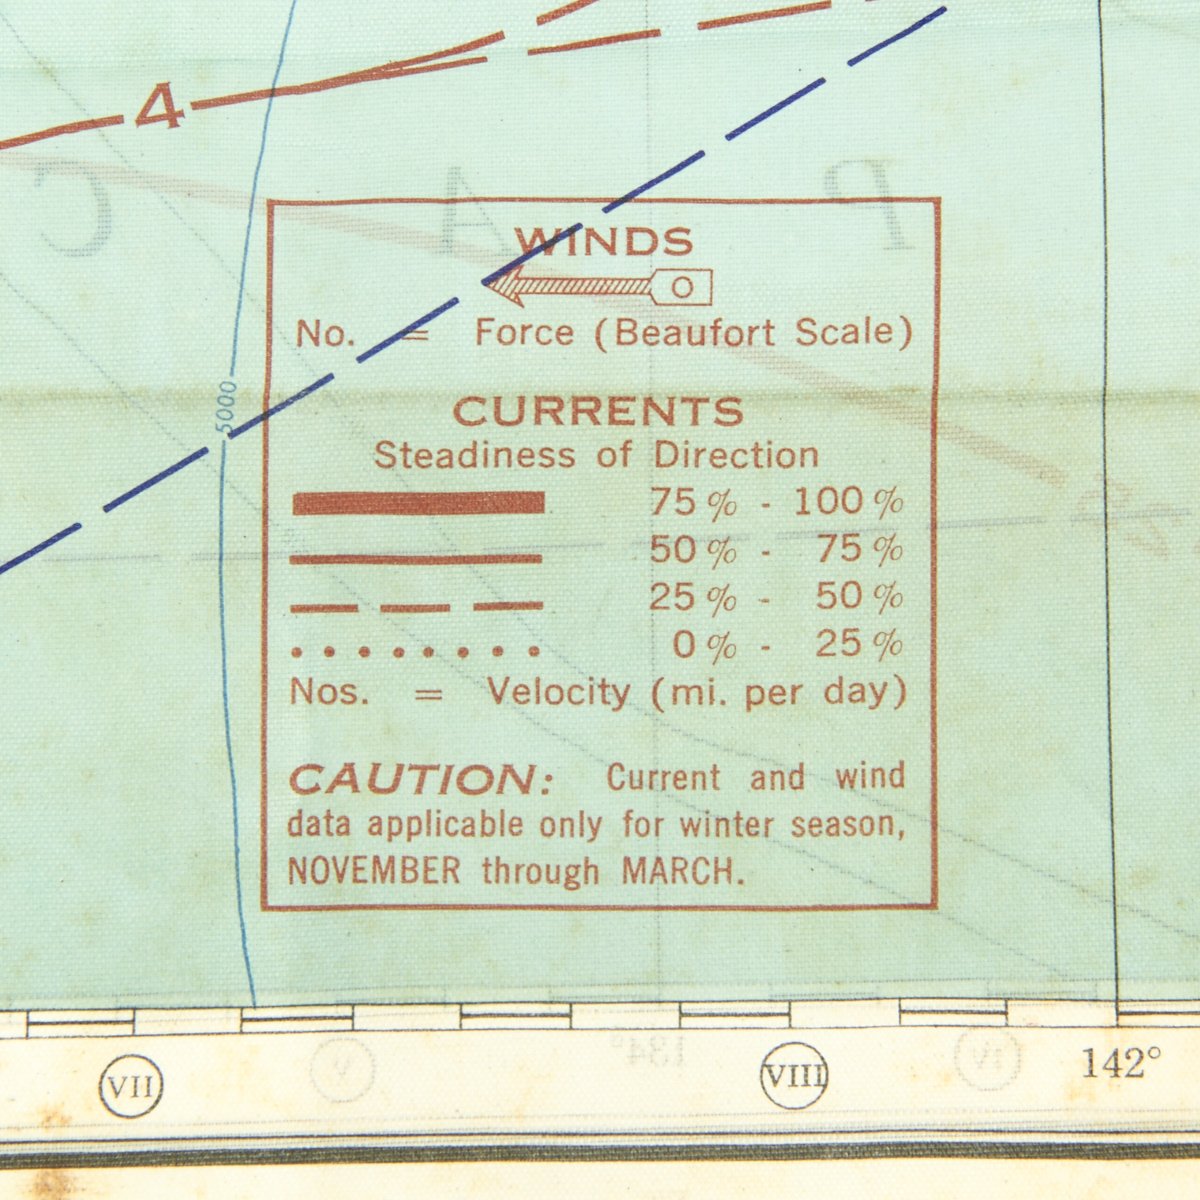 4
C A P
WINDS
O
No. = Force (Beaufort Scale)
5000
CURRENTS
Steadiness of Direction
75% - 100%
50% - 75%
25% - 50%
0% - 25%
Nos. = Velocity (mi. per day)
CAUTION: Current and wind
data applicable only for winter season,
NOVEMBER through MARCH.
134°
V
IV
142°
VII
VIII